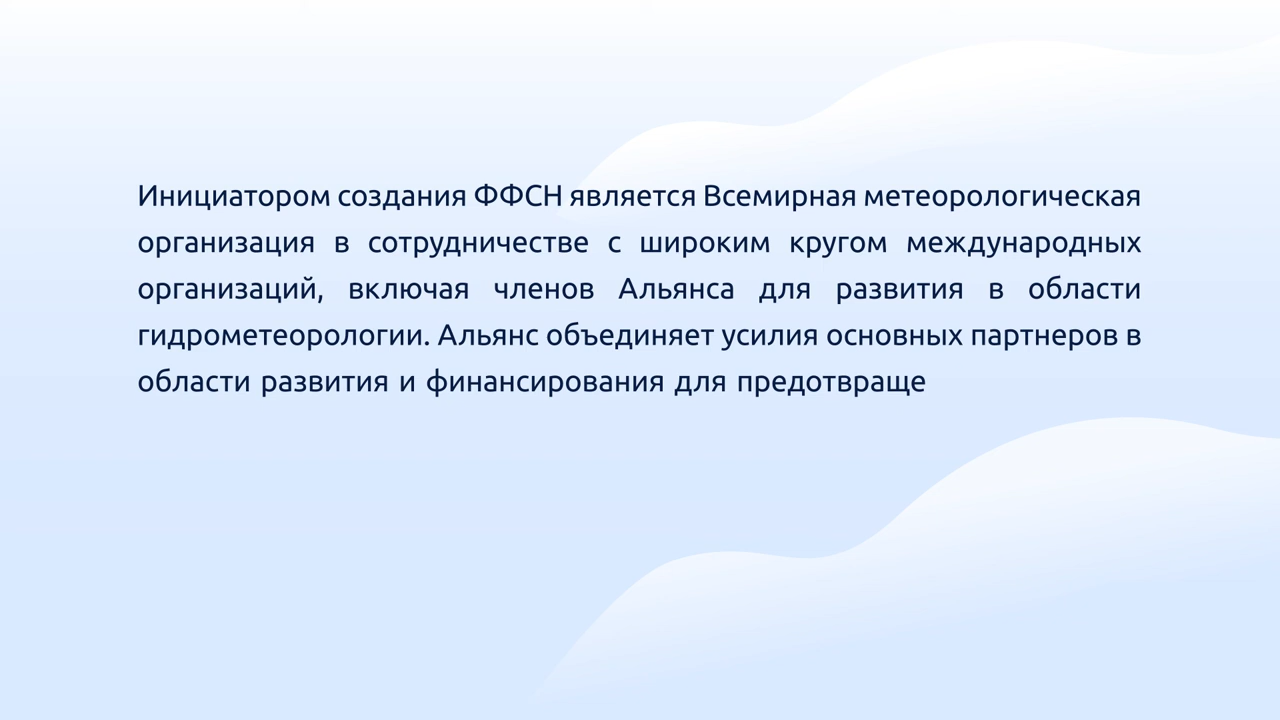 Инициатором создания ФФСН является Всемирная метеорологическая
организация в сотрудничестве с широким кругом международных
организаций, включая членов Альянса для развития в области
гидрометеорологии. Альянс объединяет усилия основных партнеров в
области развития и финансирования для предотвраще